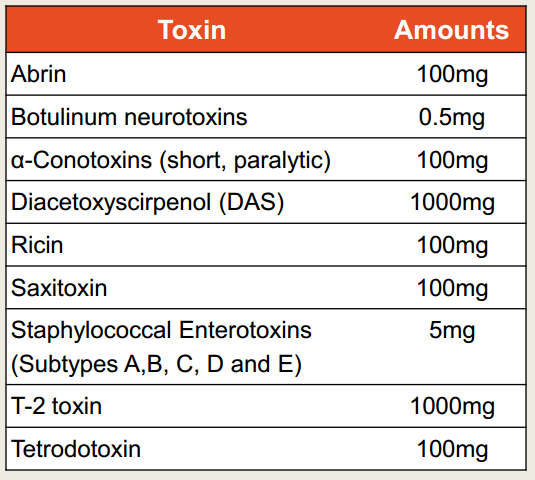 Toxin Amounts
Abrin 100mg
Botulinum neurotoxins 0.5mg
α-Conotoxins (short, paralytic) 100mg
Diacetoxyscirpenol (DAS) 1000mg
Ricin 100mg
Saxitoxin 100mg
Staphylococcal Enterotoxins 5mg
(Subtypes A,B, C, D and E)
T-2 toxin 1000mg
Tetrodotoxin 100mg